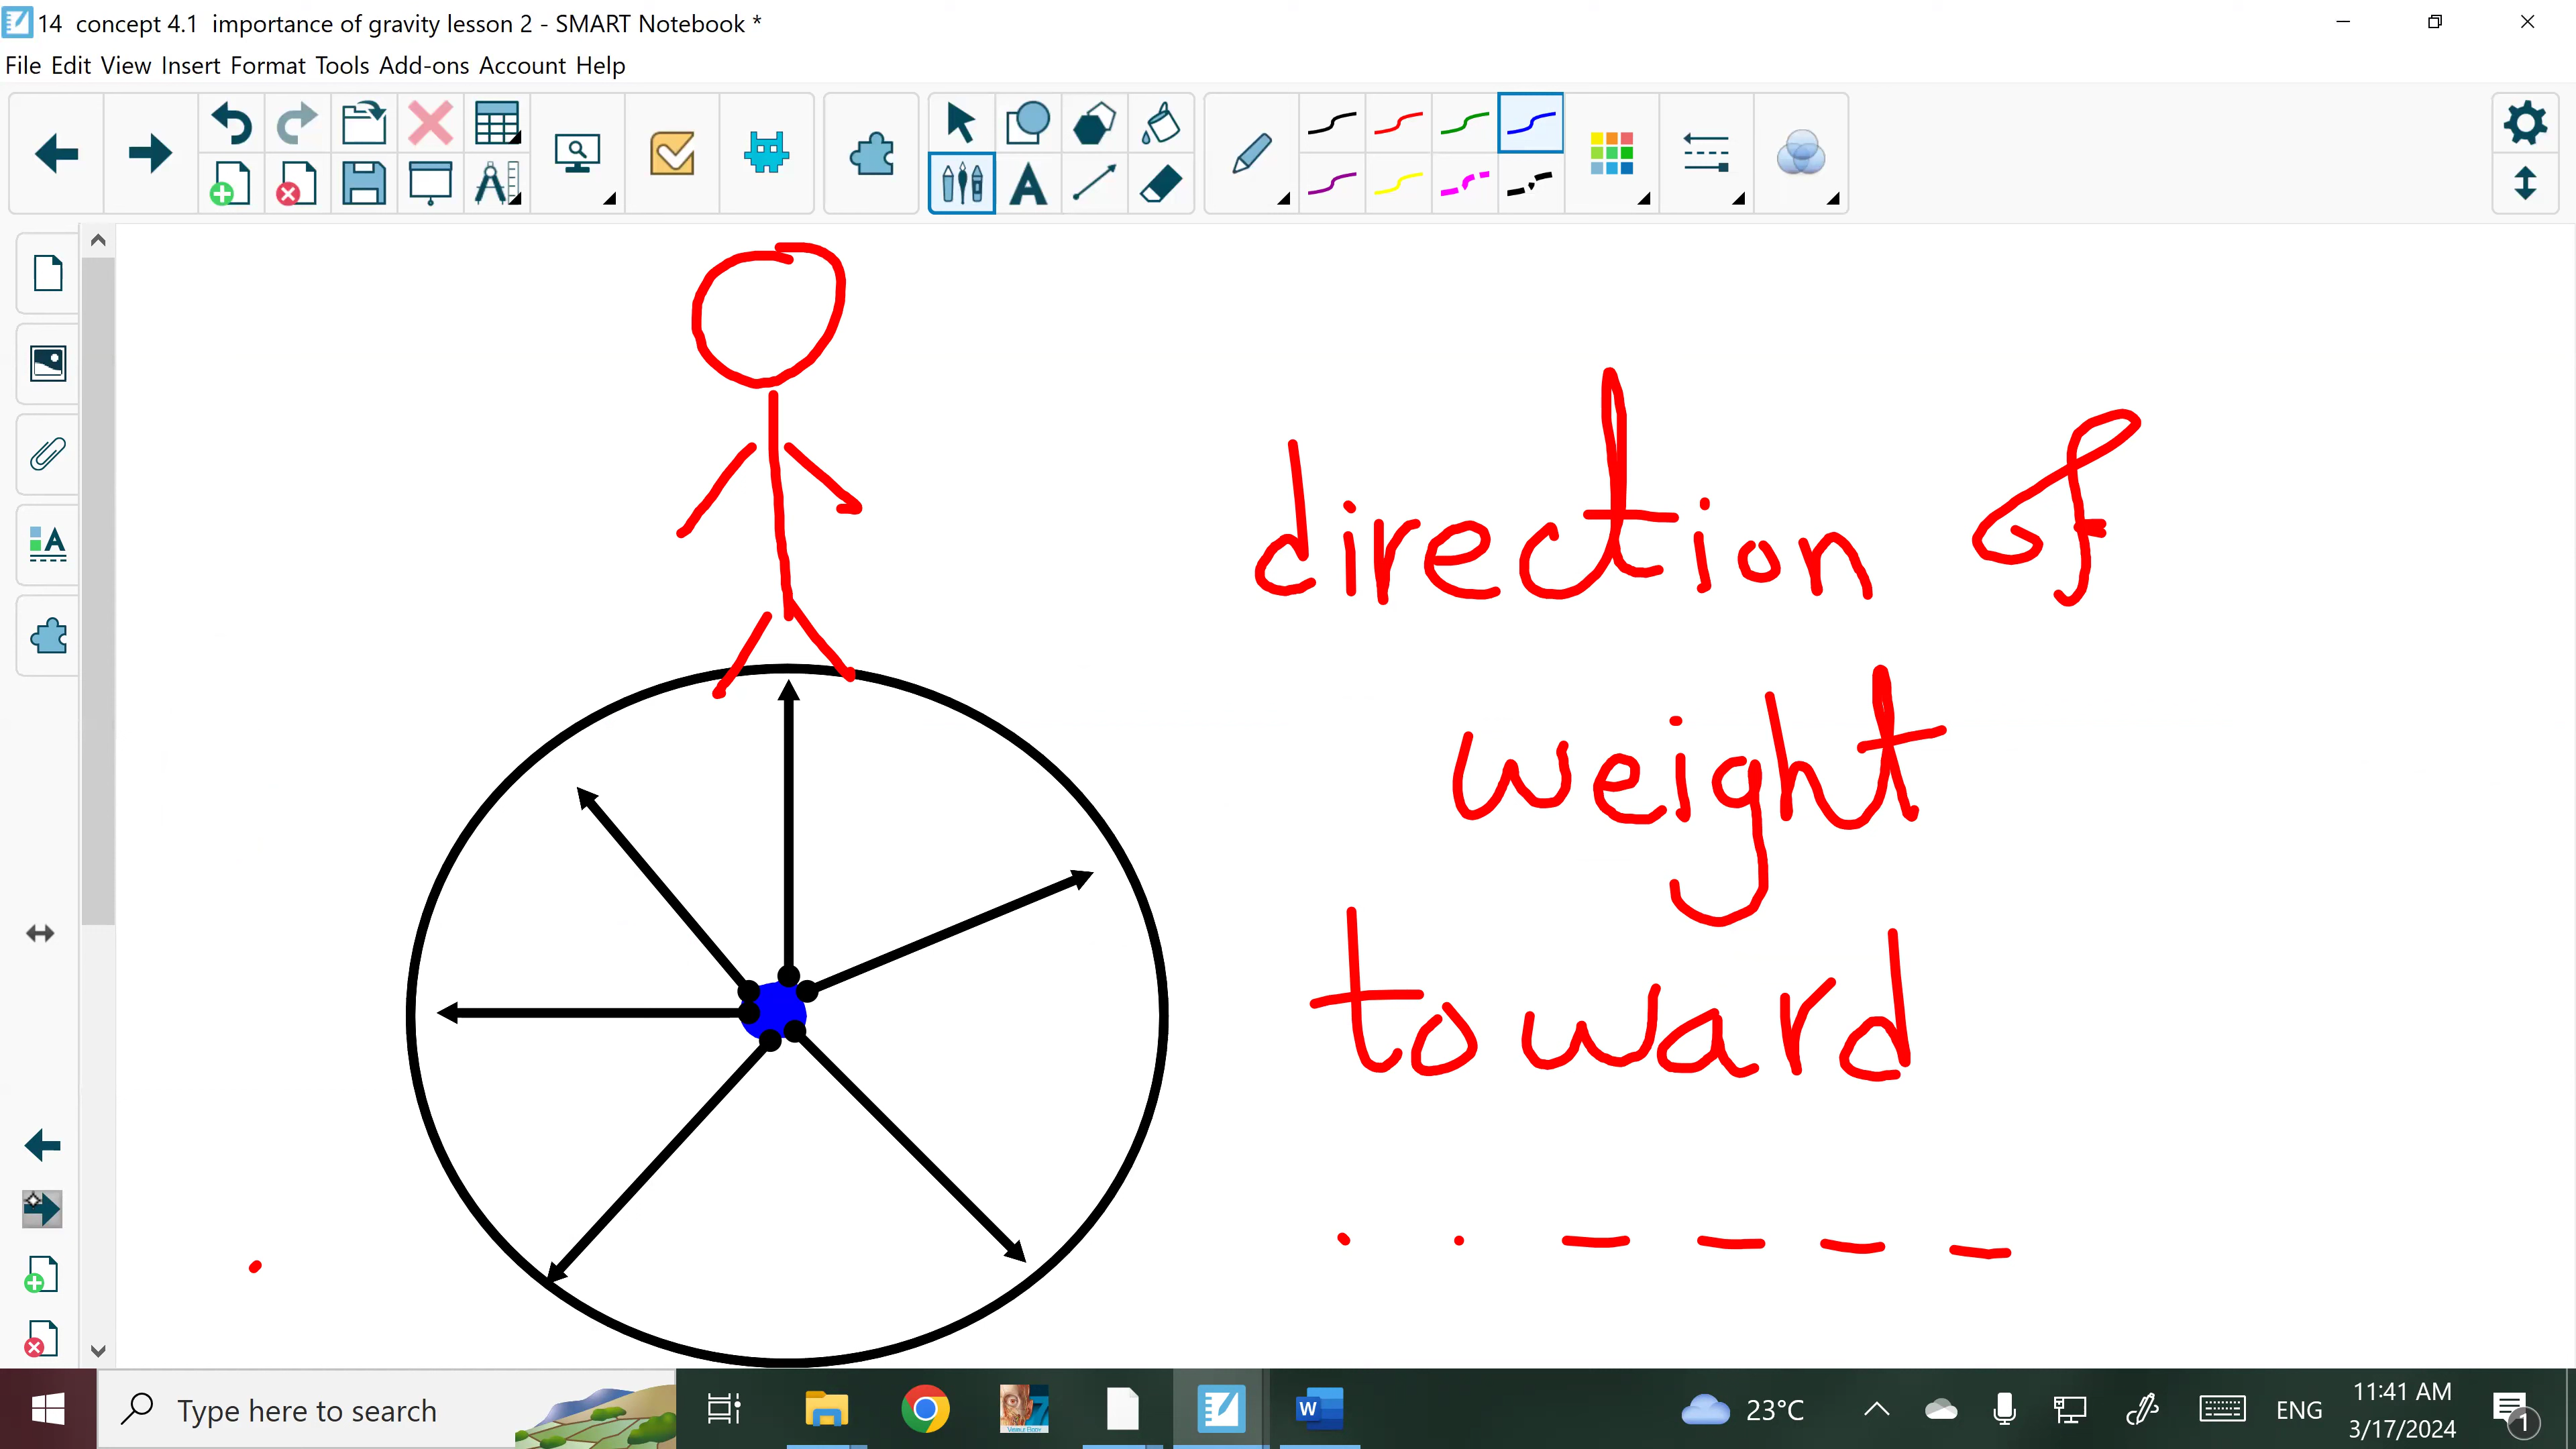 14 concept 4.1 importance of gravity lesson 2 - SMART Notebook *
File Edit View Insert Format Tools Add-ons Account Help
direction of
weight
toward
Type here to search
23°C
ENG
11:41 AM
3/17/2024
1